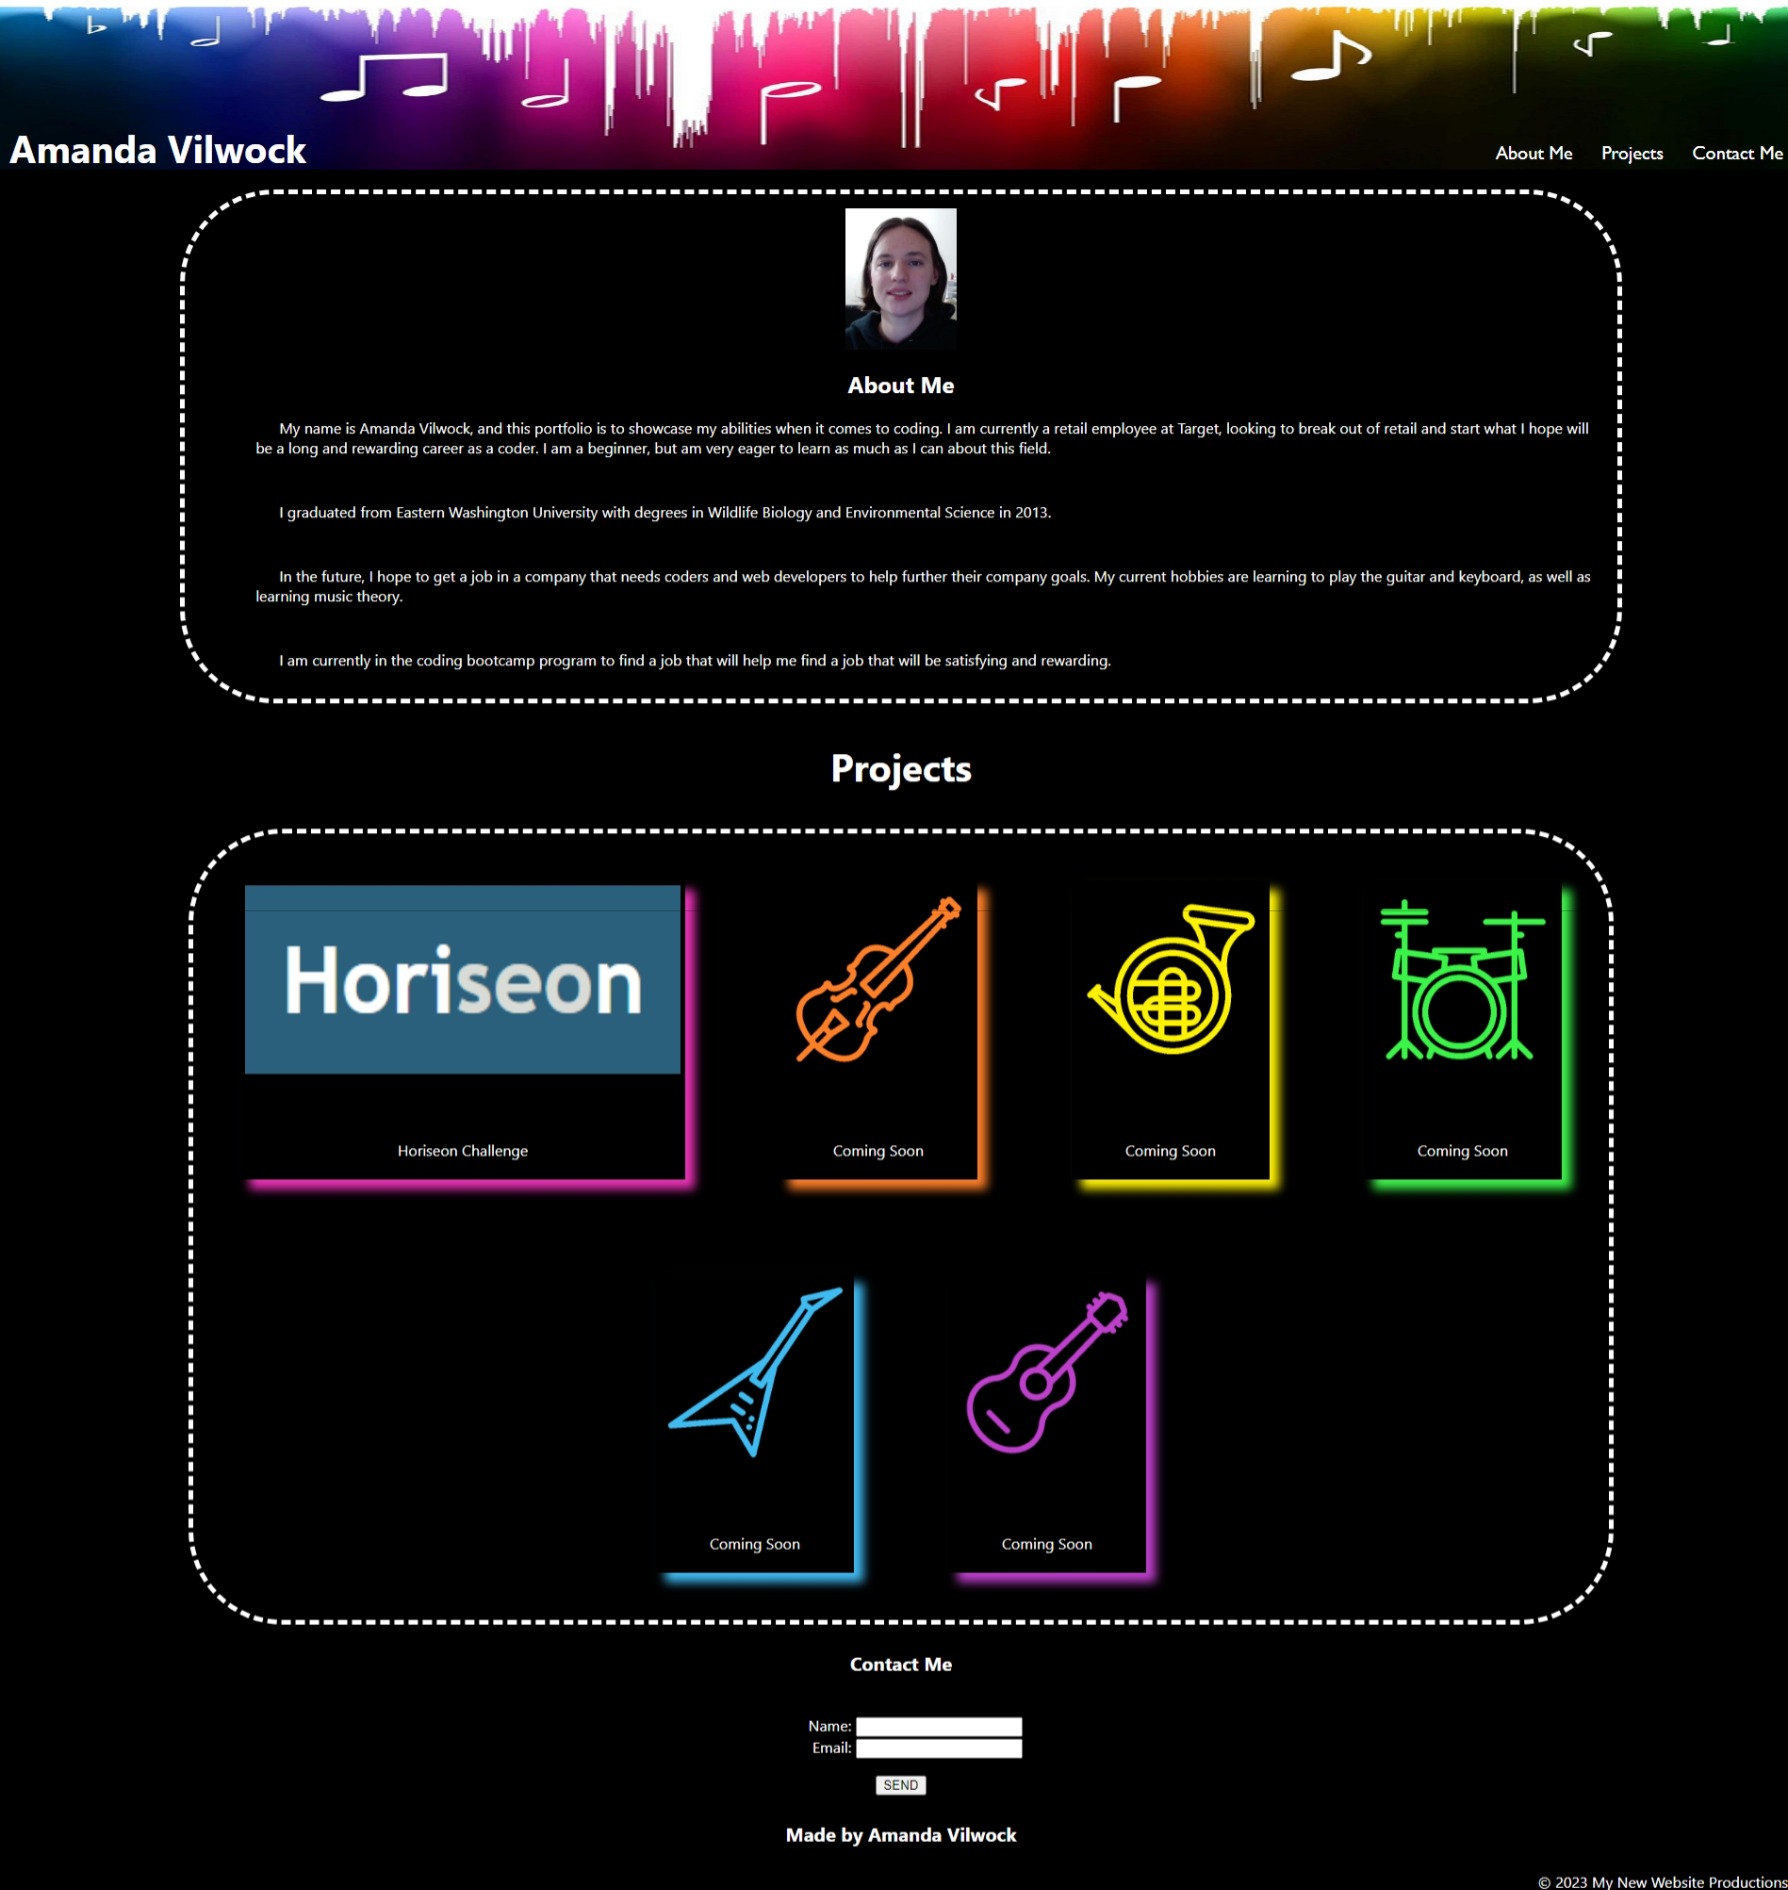 Amanda Vilwock
About Me Projects Contact Me
About Me
My name is Amanda Vilwock, and this portfolio is to showcase my abilities when it comes to coding. I am currently a retail employee at Target, looking to break out of retail and start what I hope will
be a long and rewarding career as a coder. I am a beginner, but am very eager to learn as much as I can about this field.
I graduated from Eastern Washington University with degrees in Wildlife Biology and Environmental Science in 2013.
In the future, I hope to get a job in a company that needs coders and web developers to help further their company goals. My current hobbies are learning to play the guitar and keyboard, as well as
learning music theory.
I am currently in the coding bootcamp program to find a job that will help me find a job that will be satisfying and rewarding.
Projects
Horiseon
Horiseon Challenge
Coming Soon
Coming Soon
Coming Soon
Coming Soon
Coming Soon
Contact Me
Name:
Email:
SEND
Made by Amanda Vilwock
© 2023 My New Website Productions